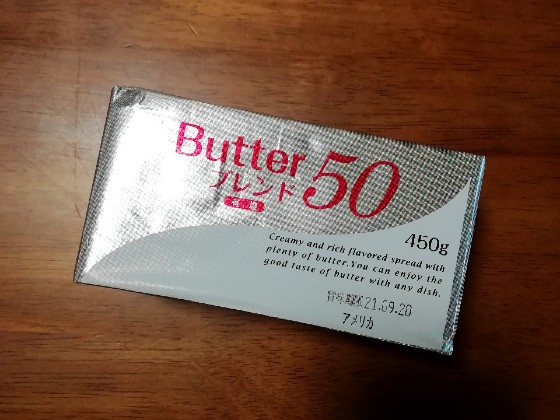 Butter 50
ブレンド
有塩
450g
Creamy and rich flavored spread with
plenty of butter. You can enjoy the
good taste of butter with any dish.
賞味期限21.09.20
アメリカ